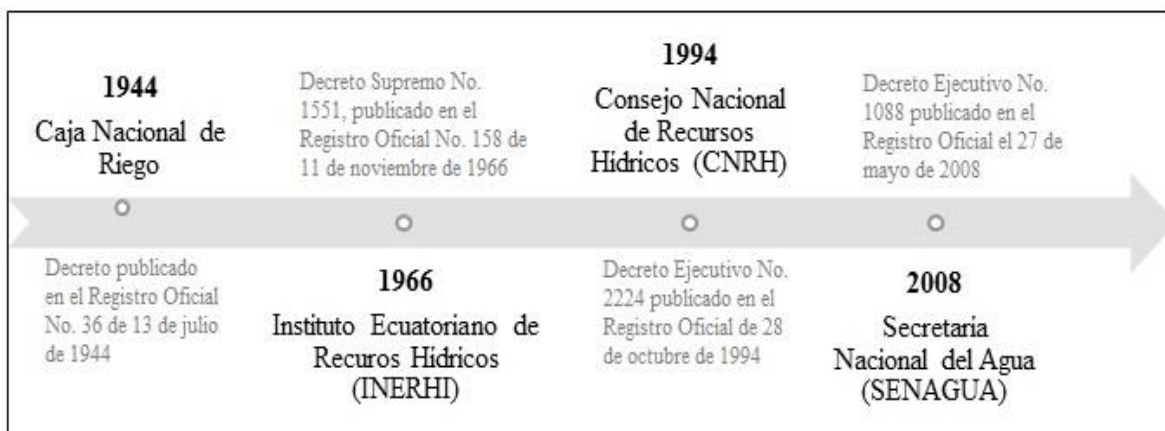 1944
Caja Nacional de
Riego
Decreto publicado
en el Registro Oficial
No. 36 de 13 de julio
de 1944
Decreto Supremo No.
1551, publicado en el
Registro Oficial No. 158 de
11 de noviembre de 1966
1966
Instituto Ecuatoriano de
Recuros Hídricos
(INERHI)
1994
Consejo Nacional
de Recursos
Hídricos (CNRH)
Decreto Ejecutivo No.
2224 publicado en el
Registro Oficial de 28
de octubre de 1994
Decreto Ejecutivo No.
1088 publicado en el
Registro Oficial el 27 de
mayo de 2008
2008
Secretaria
Nacional del Agua
(SENAGUA)